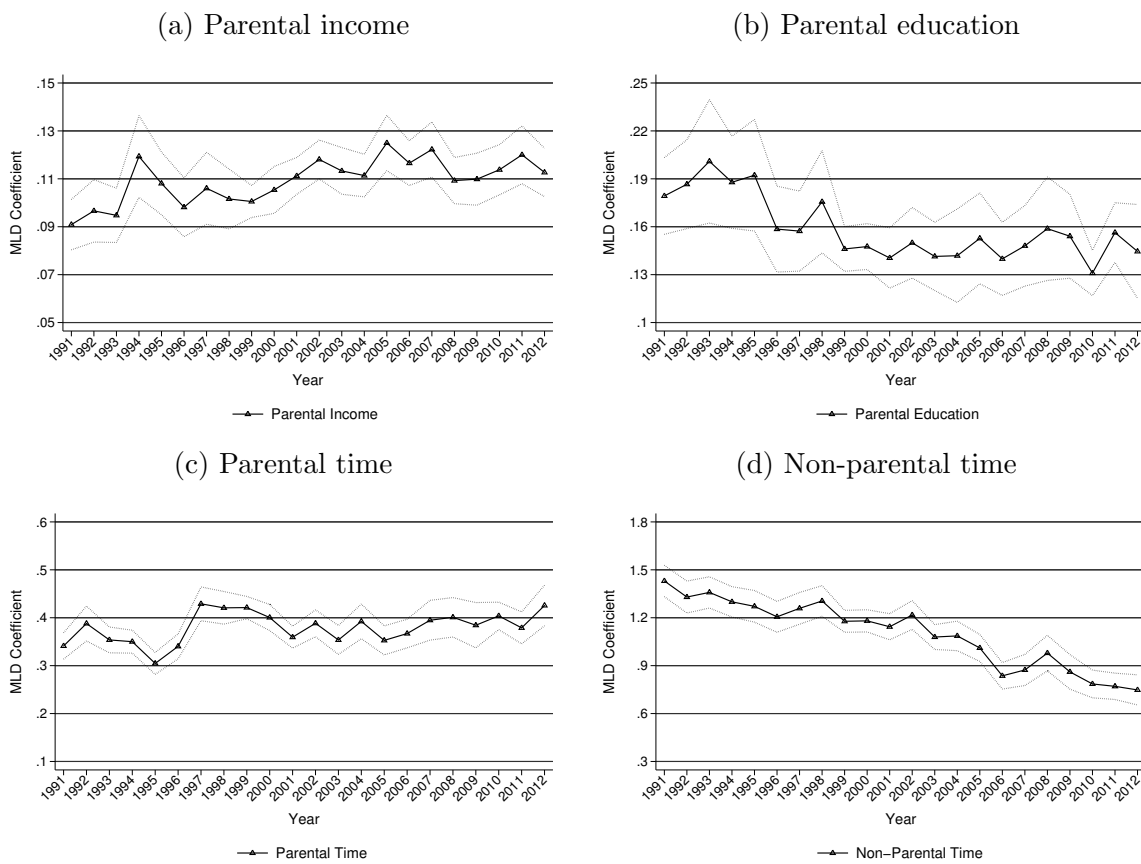 (a) Parental income
.15
.13
.11
.09
.07
.05
MLD Coefficient
1991 1992 1993 1994 1995 1996 1997 1998 1999 2000 2001 2002 2003 2004 2005 2006 2007 2008 2009 2010 2011 2012
Year
Parental Income
(b) Parental education
.25
.22
.19
.16
.13
.1
MLD Coefficient
1991 1992 1993 1994 1995 1996 1997 1998 1999 2000 2001 2002 2003 2004 2005 2006 2007 2008 2009 2010 2011 2012
Year
Parental Education
(c) Parental time
.6
.5
.4
.3
.2
.1
MLD Coefficient
1991 1992 1993 1994 1995 1996 1997 1998 1999 2000 2001 2002 2003 2004 2005 2006 2007 2008 2009 2010 2011 2012
Year
Parental Time
(d) Non-parental time
1.8
1.5
1.2
.9
.6
.3
MLD Coefficient
1991 1992 1993 1994 1995 1996 1997 1998 1999 2000 2001 2002 2003 2004 2005 2006 2007 2008 2009 2010 2011 2012
Year
Non−Parental Time